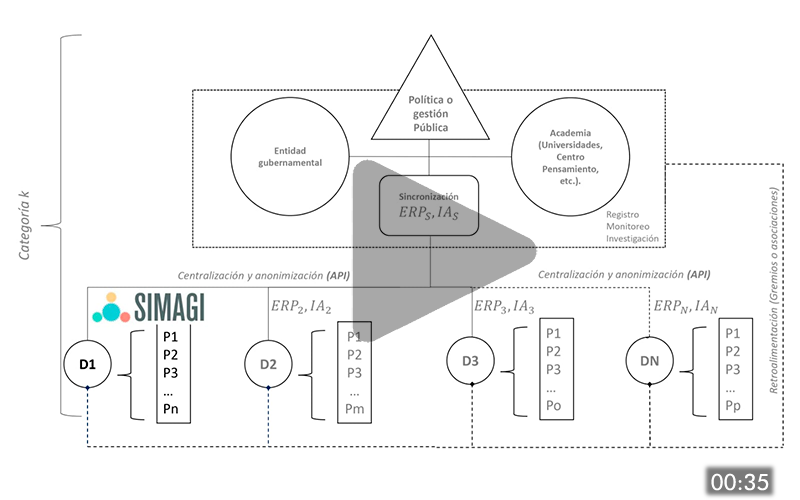 Política o
gestión
Pública
Entidad
gubernamental
Academia
(Universidades,
Centro
Pensamiento,
etc.).
Sincronización
ERP_S, IA_S
Registro
Monitoreo
Investigación
Categoría k
Centralización y anonimización (API)
Centralización y anonimización (API)
Retroalimentación (Gremios o asociaciones)
SIMAGI
ERP_2, IA_2
ERP_3, IA_3
ERP_N, IA_N
D1
P1
P2
P3
...
Pn
D2
P1
P2
P3
...
Pm
D3
P1
P2
P3
...
Po
DN
P1
P2
P3
...
Pp
00:35